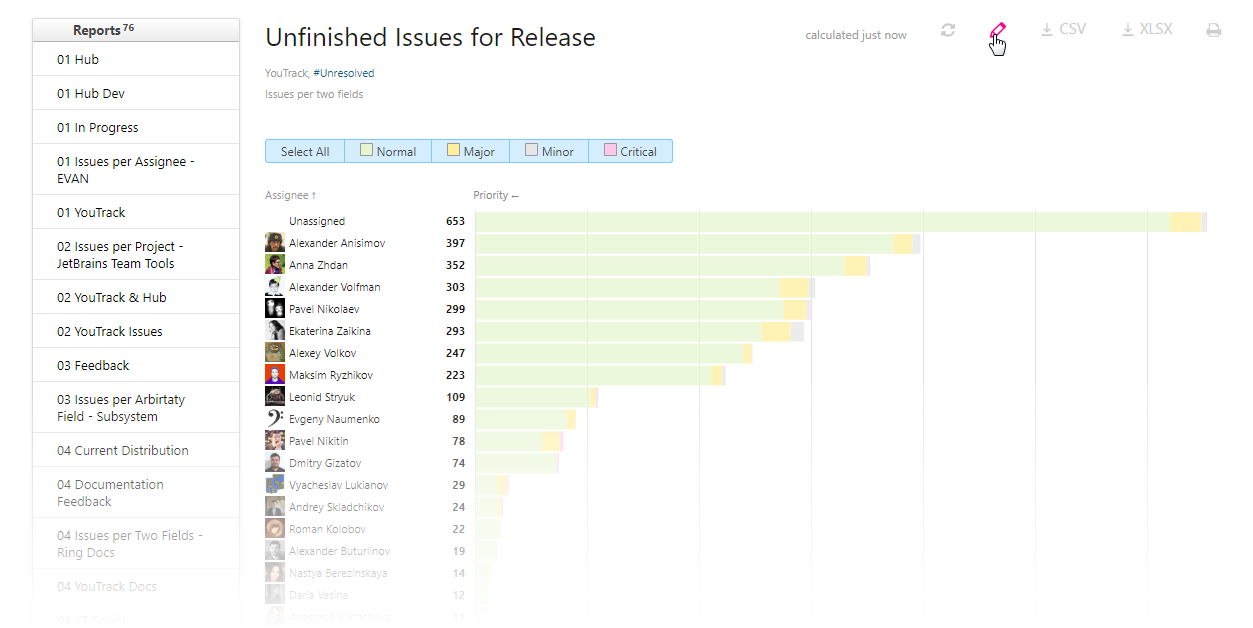 Reports 76
01 Hub
01 Hub Dev
01 In Progress
01 Issues per Assignee -
EVAN
01 YouTrack
02 Issues per Project -
JetBrains Team Tools
02 YouTrack & Hub
02 YouTrack Issues
03 Feedback
03 Issues per Arbirtaty
Field - Subsystem
04 Current Distribution
04 Documentation
Feedback
04 Issues per Two Fields -
Ring Docs
04 YouTrack Docs
04 YT Script
Unfinished Issues for Release
calculated just now
CSV
XLSX
YouTrack, #Unresolved
Issues per two fields
Select All
Normal
Major
Minor
Critical
Assignee ↑
Priority ←
Unassigned 653
Alexander Anisimov 397
Anna Zhdan 352
Alexander Volfman 303
Pavel Nikolaev 299
Ekaterina Zaikina 293
Alexey Volkov 247
Maksim Ryzhikov 223
Leonid Stryuk 109
Evgeny Naumenko 89
Pavel Nikitin 78
Dmitry Gizatov 74
Vyacheslav Lukianov 29
Andrey Skladchikov 24
Roman Kolobov 22
Alexander Buturlinov 19
Nastya Berezinskaya 14
Daria Vasina 12
Anastasia Bartasheva 11